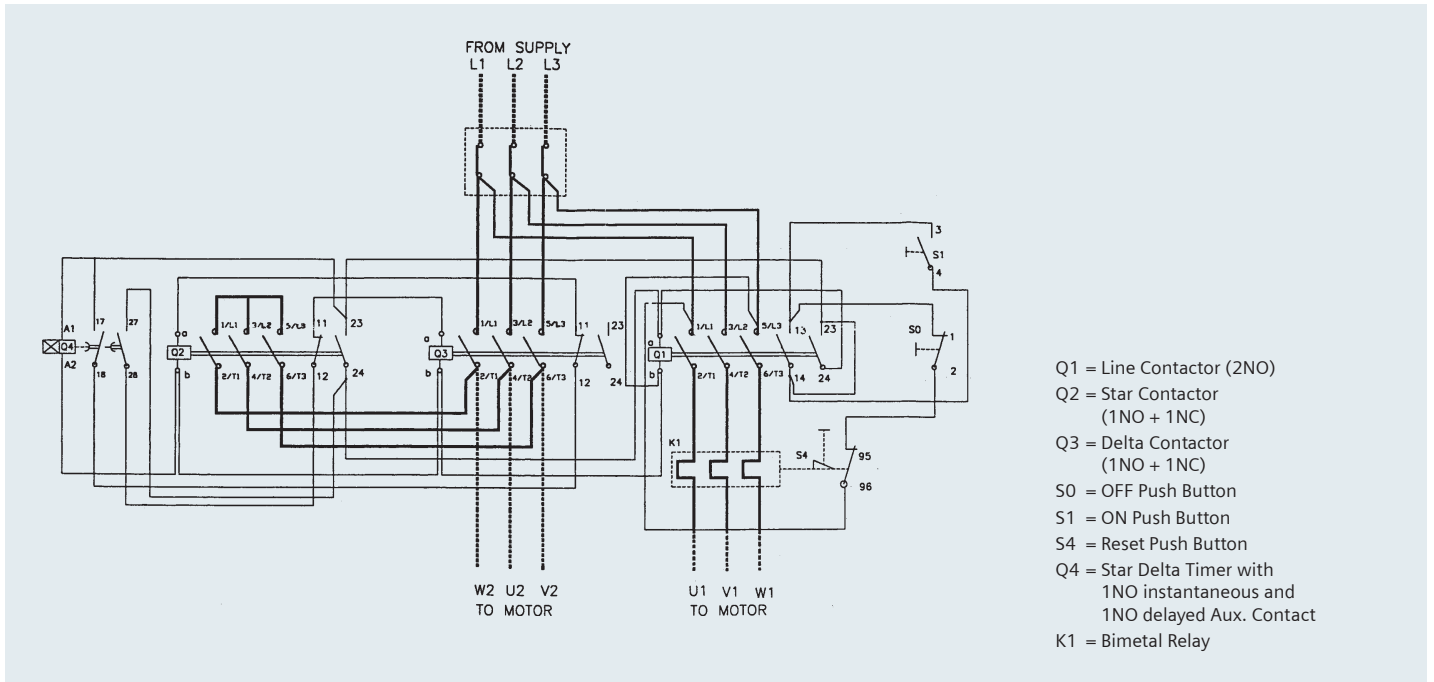 FROM SUPPLY
L1 L2 L3
3
S1
4
A1
17
27
a
1/L1 3/L2 5/L3
11
23
a
1/L1 3/L2 5/L3
11
23
a
1/L1 3/L2 5/L3
13
23
S0
1
Q4
Q2
Q3
Q1
A2
18
28
b
2/T1 4/T2 6/T3
12
24
b
2/T1 4/T2 6/T3
12
24
b
2/T1 4/T2 6/T3
14
24
2
K1
S4
95
96
W2 U2 V2
TO MOTOR
U1 V1 W1
TO MOTOR
Q1 = Line Contactor (2NO)
Q2 = Star Contactor
(1NO + 1NC)
Q3 = Delta Contactor
(1NO + 1NC)
S0 = OFF Push Button
S1 = ON Push Button
S4 = Reset Push Button
Q4 = Star Delta Timer with
1NO instantaneous and
1NO delayed Aux. Contact
K1 = Bimetal Relay